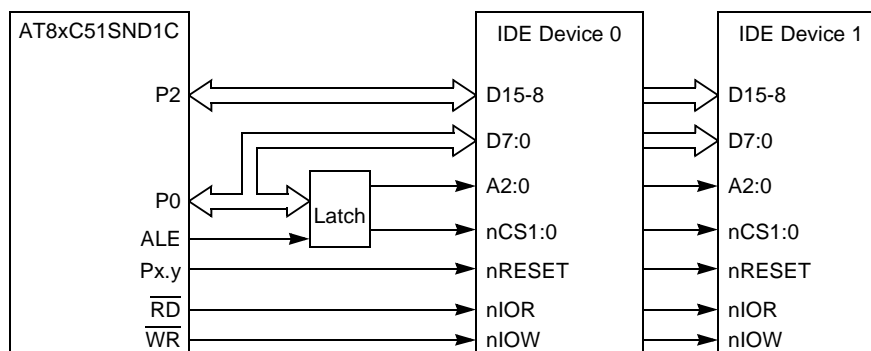 AT8xC51SND1C IDE Device 0 IDE Device 1
P2 D15-8 D15-8
D7:0 D7:0
P0 A2:0 A2:0
Latch
ALE nCS1:0 nCS1:0
Px.y nRESET nRESET
RD nIOR nIOR
WR nIOW nIOW